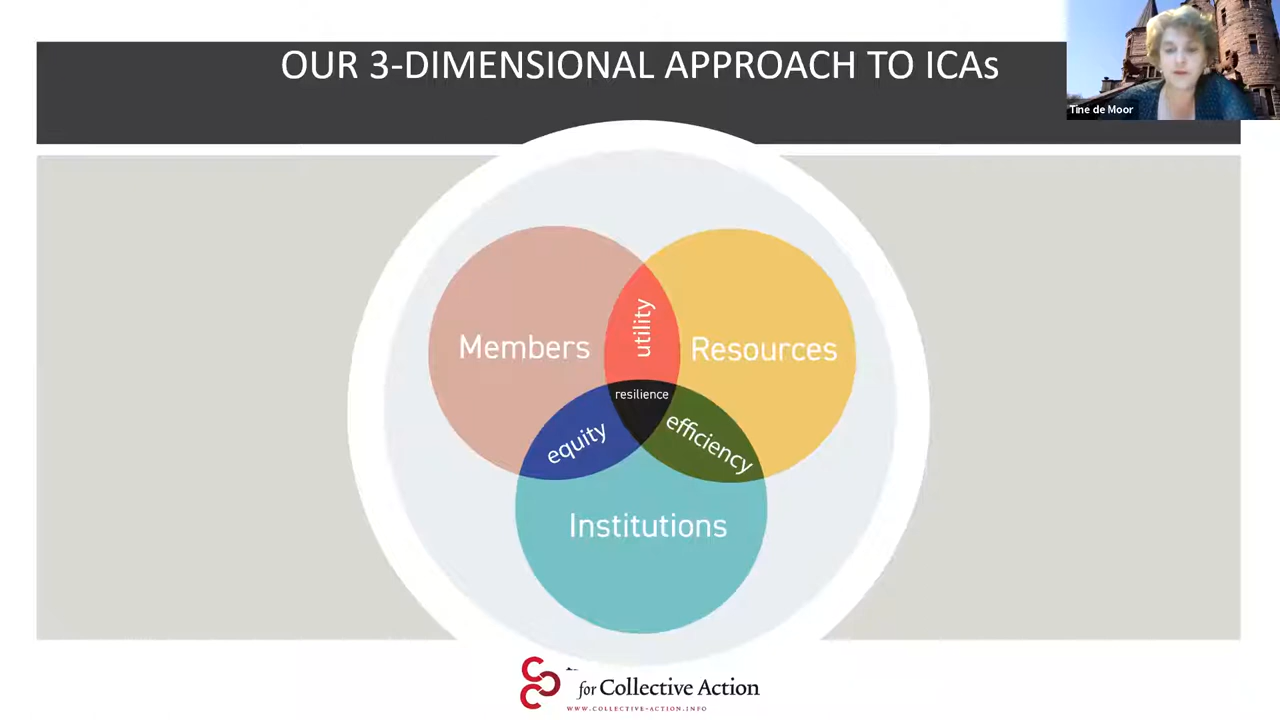 OUR 3-DIMENSIONAL APPROACH TO ICAs
Tine de Moor
utility
Members
Resources
resilience
equity
efficiency
Institutions
for Collective Action
WWW.COLLECTIVE-ACTION.INFO